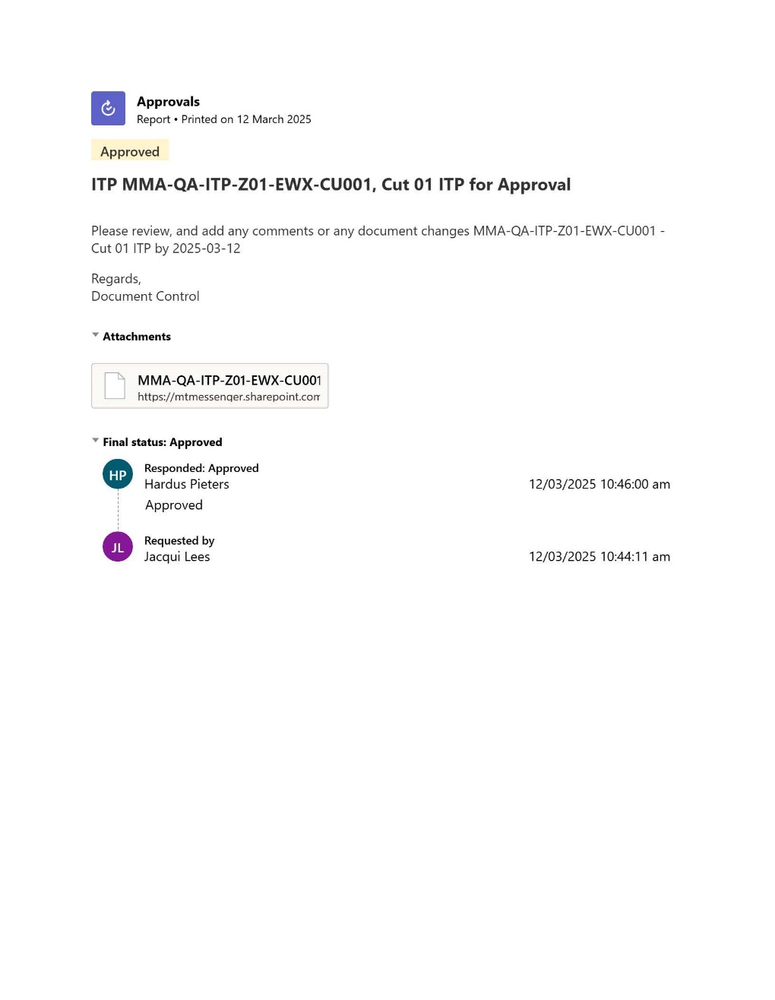 Approvals
Report • Printed on 12 March 2025
Approved
ITP MMA-QA-ITP-Z01-EWX-CU001, Cut 01 ITP for Approval
Please review, and add any comments or any document changes MMA-QA-ITP-Z01-EWX-CU001 -
Cut 01 ITP by 2025-03-12
Regards,
Document Control
Attachments
MMA-QA-ITP-Z01-EWX-CU001
https://mtmessenger.sharepoint.com
Final status: Approved
HP
Responded: Approved
Hardus Pieters
12/03/2025 10:46:00 am
Approved
JL
Requested by
Jacqui Lees
12/03/2025 10:44:11 am